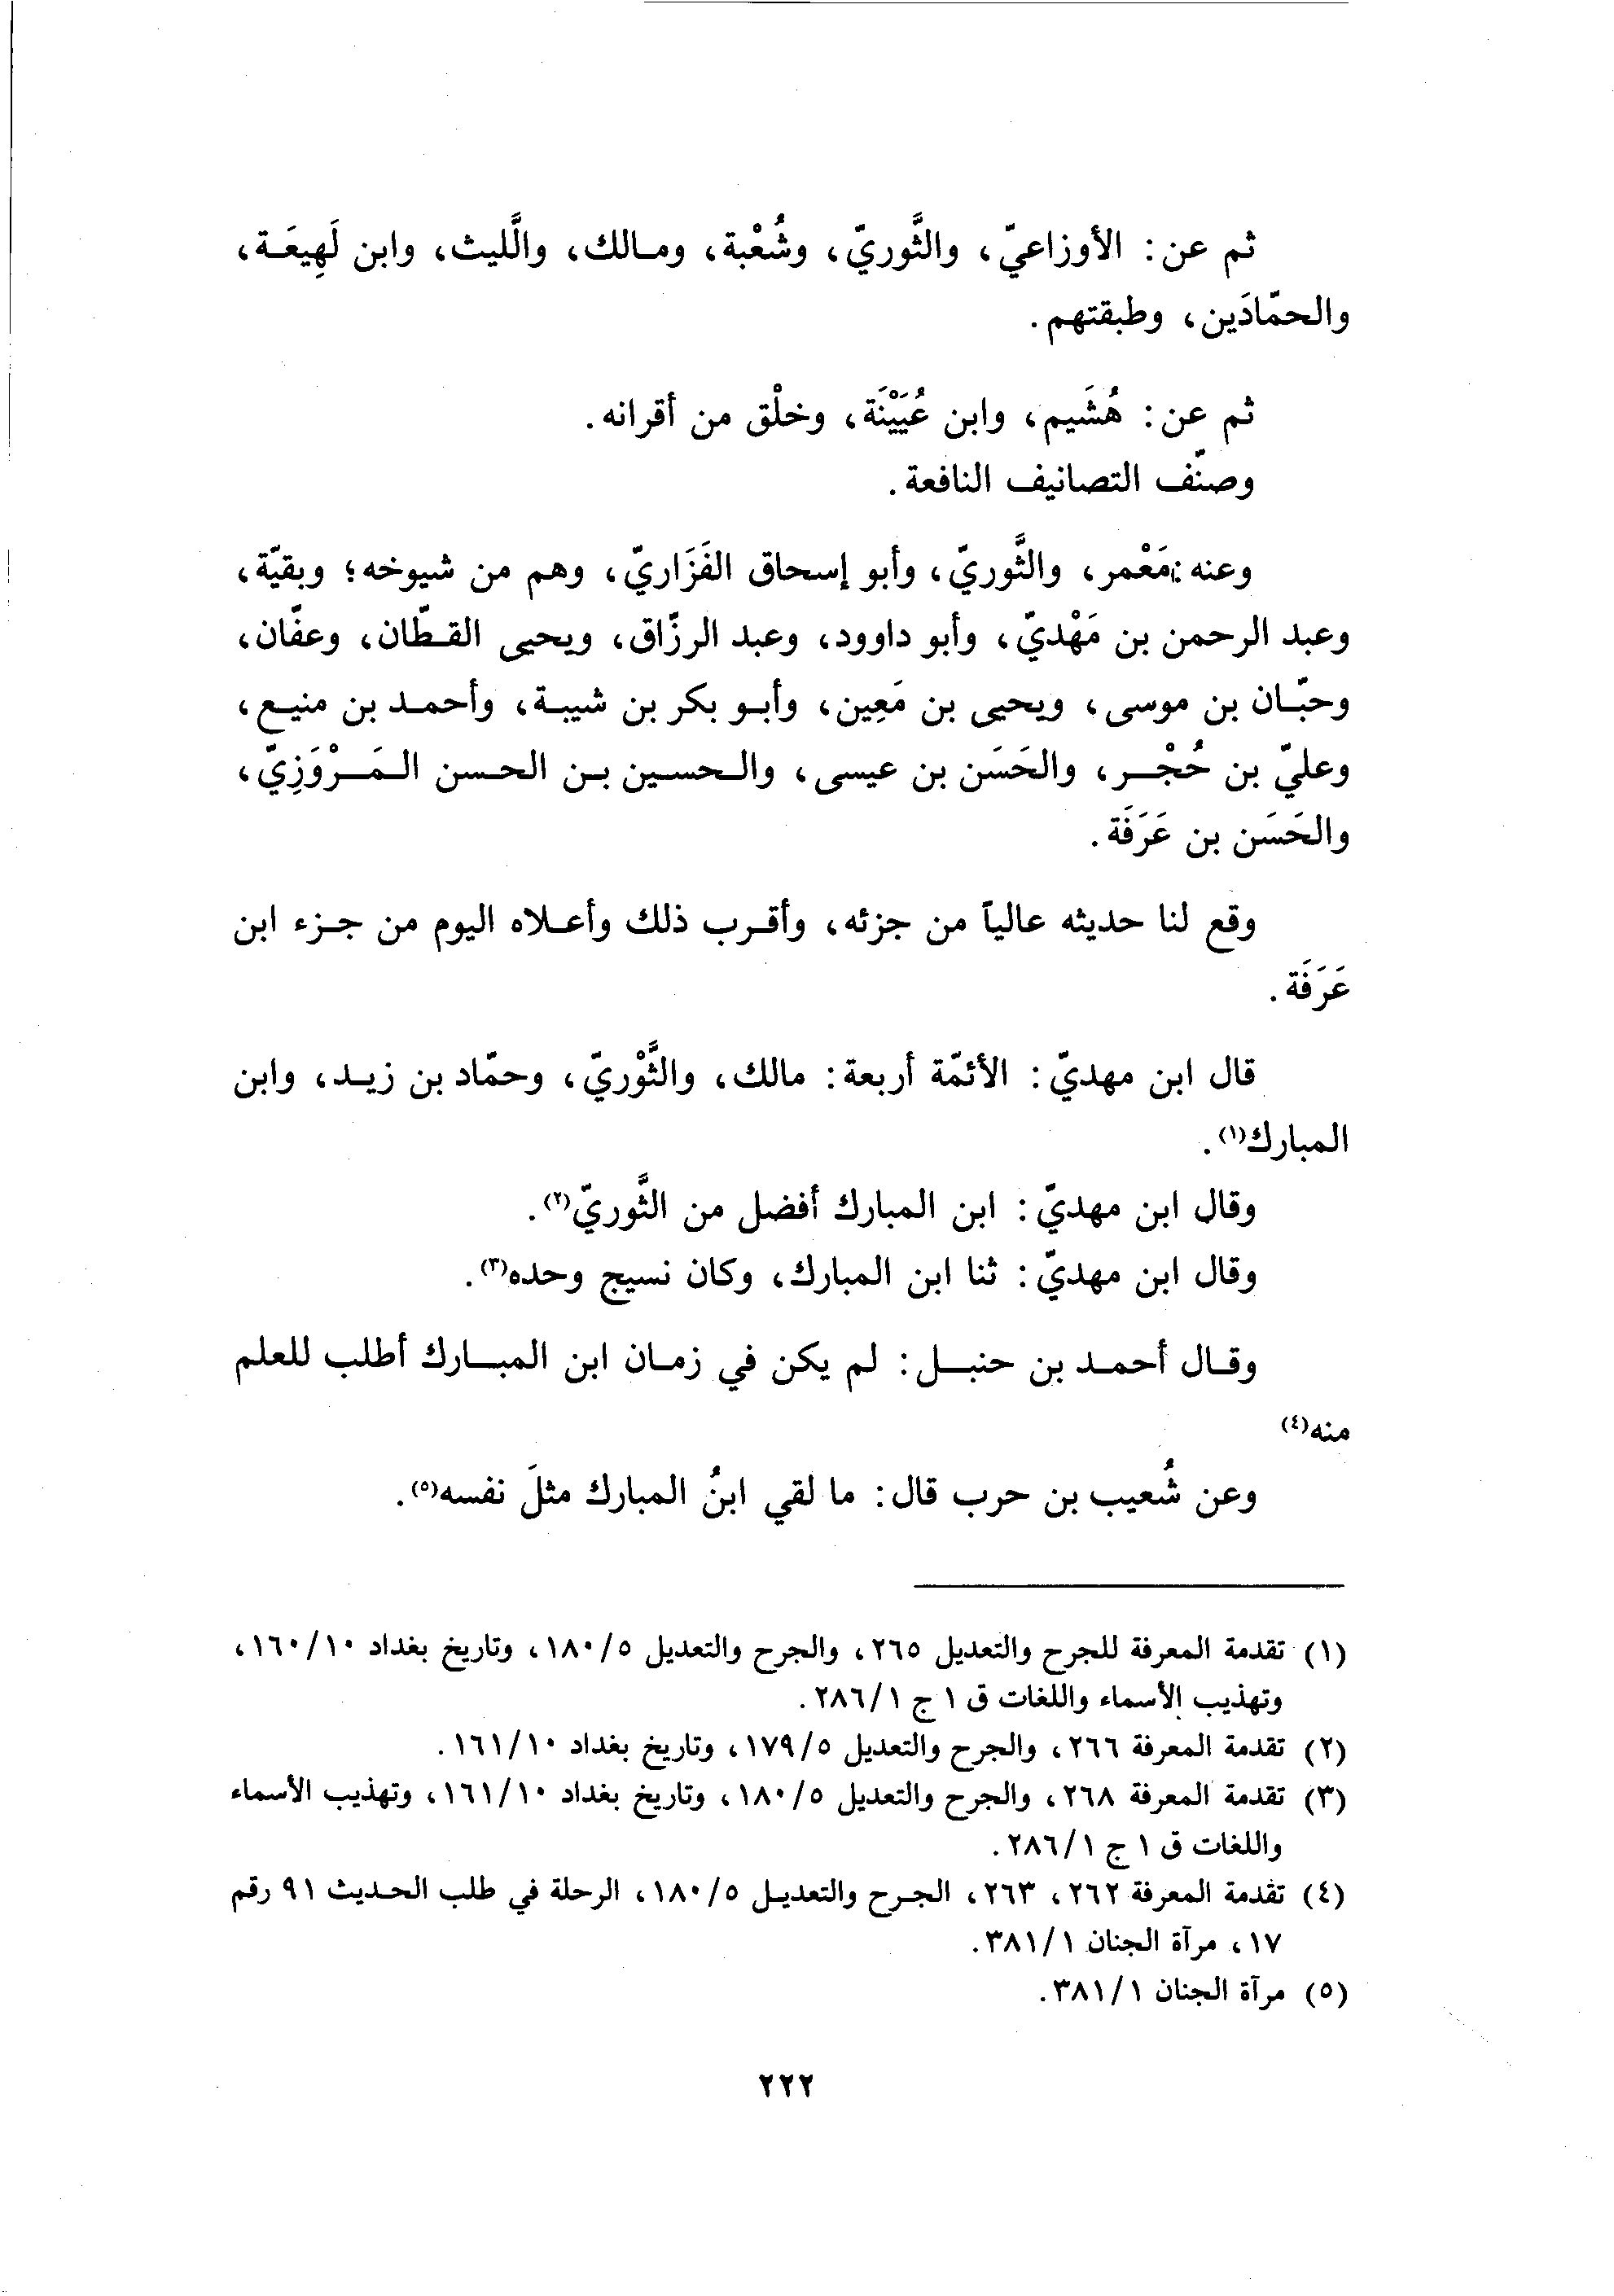 ثم عن: الأوزاعيّ، والثَّوريّ، وشُعْبة، ومالك، والَّليث، وابن لَهِيعَة،
والحمّادَين، وطبقتهم.
ثم عن: هُشَيم، وابن عُيَيْنَة، وخلْق من أقرانه.
وصنّف التصانيف النافعة.
وعنه: مَعْمر، والثَّوريّ، وأبو إسحاق الفَزَاريّ، وهم من شيوخه؛ وبقيّة،
وعبد الرحمن بن مَهْديّ، وأبو داوود، وعبد الرزّاق، ويحيى القطّان، وعفّان،
وحبّان بن موسى، ويحيى بن مَعِين، وأبو بكر بن شيبة، وأحمد بن منيع،
وعليّ بن حُجْر، والحَسَن بن عيسى، والحسين بن الحسن المَرْوَزِيّ،
والحَسَن بن عَرَفَة.
وقع لنا حديثه عالياً من جزئه، وأقرب ذلك وأعلاه اليوم من جزء ابن
عَرَفَة.
قال ابن مهديّ: الأئمّة أربعة: مالك، والثَّوْريّ، وحمّاد بن زيد، وابن
المبارك(١).
وقال ابن مهديّ: ابن المبارك أفضل من الثَّوريّ(٢).
وقال ابن مهديّ: ثنا ابن المبارك، وكان نسيج وحده(٣).
وقال أحمد بن حنبل: لم يكن في زمان ابن المبارك أطلب للعلم
منه(٤)
وعن شُعيب بن حرب قال: ما لقي ابنُ المبارك مثلَ نفسه(٥).
(١) تقدمة المعرفة للجرح والتعديل ٢٦٥، والجرح والتعديل ٥/١٨٠، وتاريخ بغداد ١٠/١٦٠،
وتهذيب الأسماء واللغات ق ١ ج ١/٢٨٦.
(٢) تقدمة المعرفة ٢٦٦، والجرح والتعديل ٥/١٧٩، وتاريخ بغداد ١٠/١٦١.
(٣) تقدمة المعرفة ٢٦٨، والجرح والتعديل ٥/١٨٠، وتاريخ بغداد ١٠/١٦١، وتهذيب الأسماء
واللغات ق ١ ج ١/٢٨٦.
(٤) تقدمة المعرفة ٢٦٢، ٢٦٣، الجرح والتعديل ٥/١٨٠، الرحلة في طلب الحديث ٩١ رقم
١٧، مرآة الجنان ١/٣٨١.
(٥) مرآة الجنان ١/٣٨١.
٢٢٢